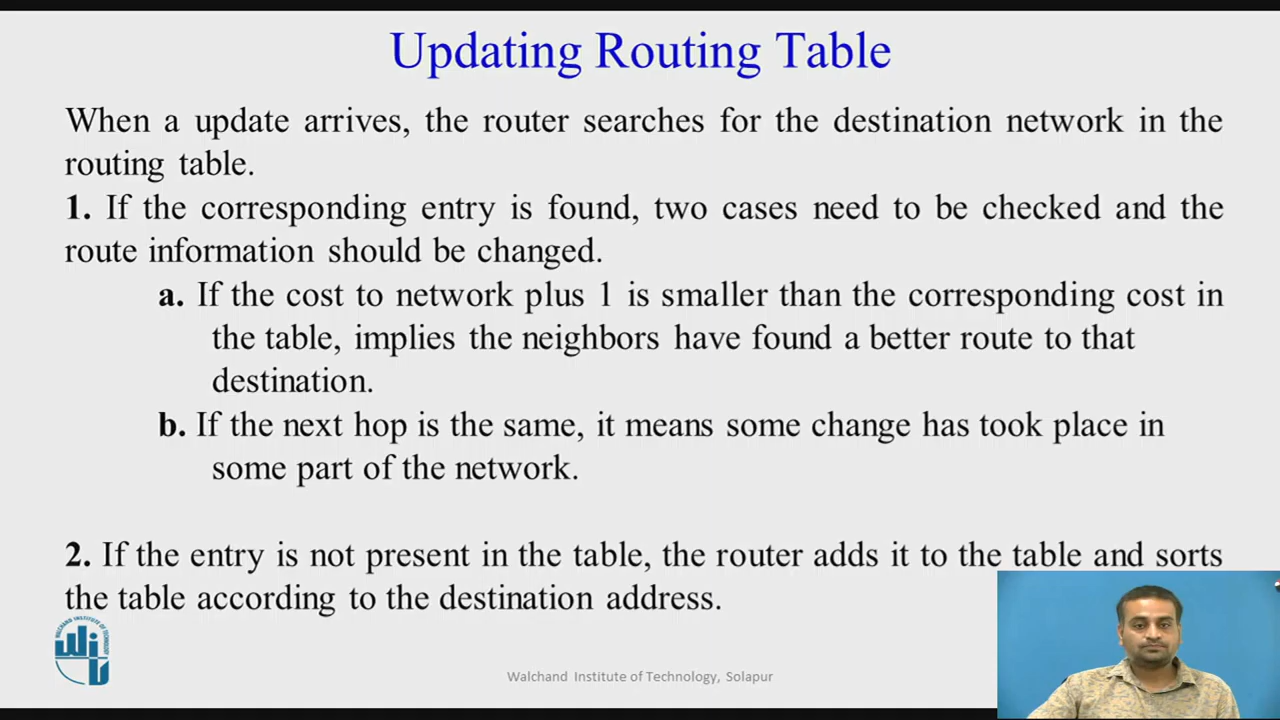 Updating Routing Table
When a update arrives, the router searches for the destination network in the
routing table.
1. If the corresponding entry is found, two cases need to be checked and the
route information should be changed.
a. If the cost to network plus 1 is smaller than the corresponding cost in
the table, implies the neighbors have found a better route to that
destination.
b. If the next hop is the same, it means some change has took place in
some part of the network.
2. If the entry is not present in the table, the router adds it to the table and sorts
the table according to the destination address.
WALCHAND INSTITUTE OF TECHNOLOGY
WIT
Walchand Institute of Technology, Solapur